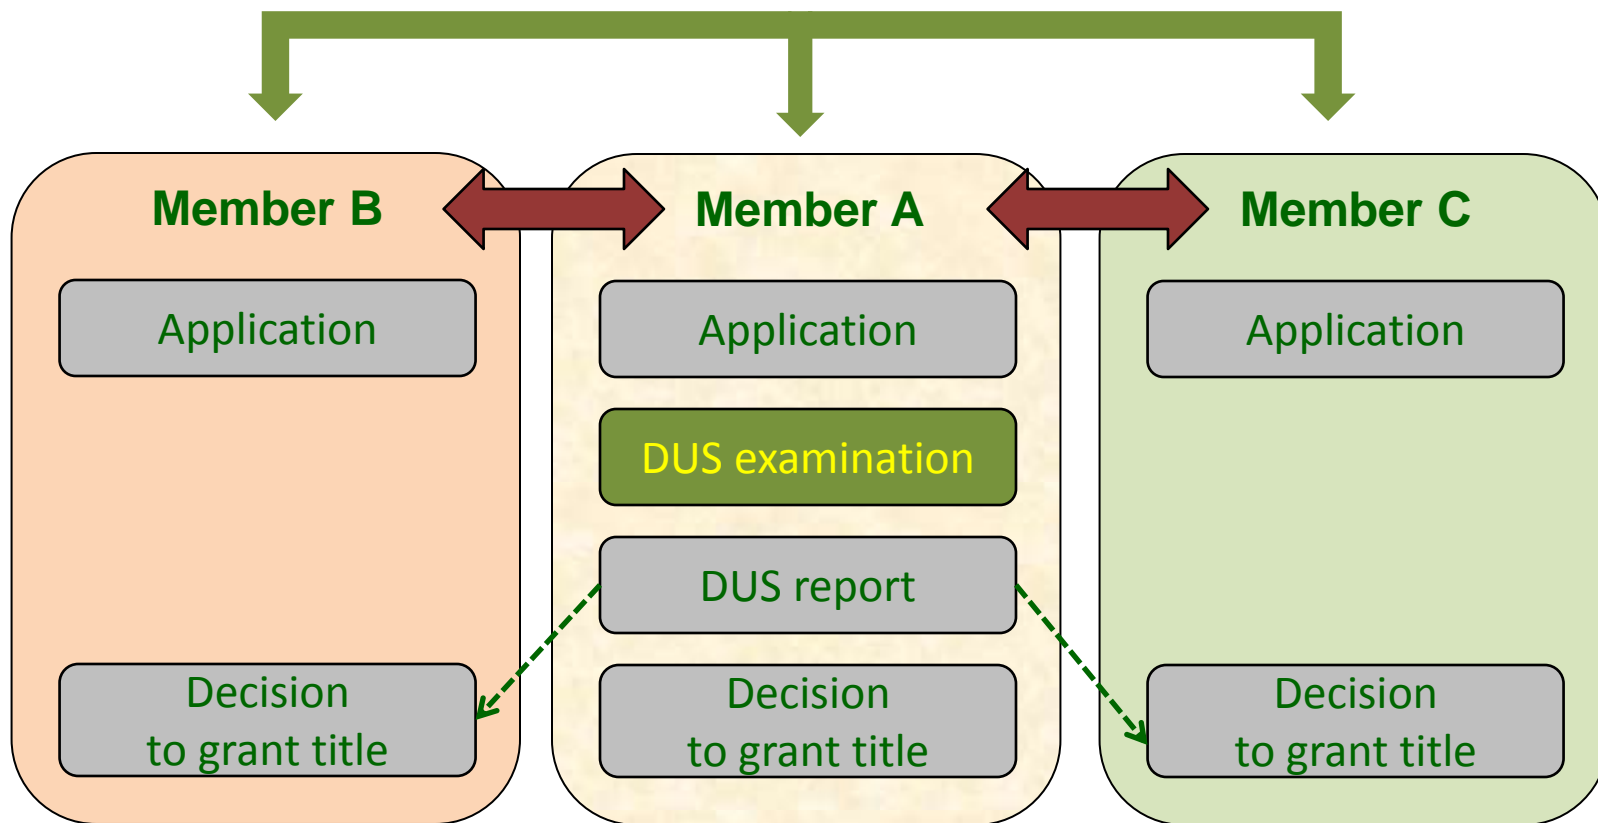 Member B
Member A
Member C
Application
Application
Application
DUS examination
DUS report
Decision
to grant title
Decision
to grant title
Decision
to grant title